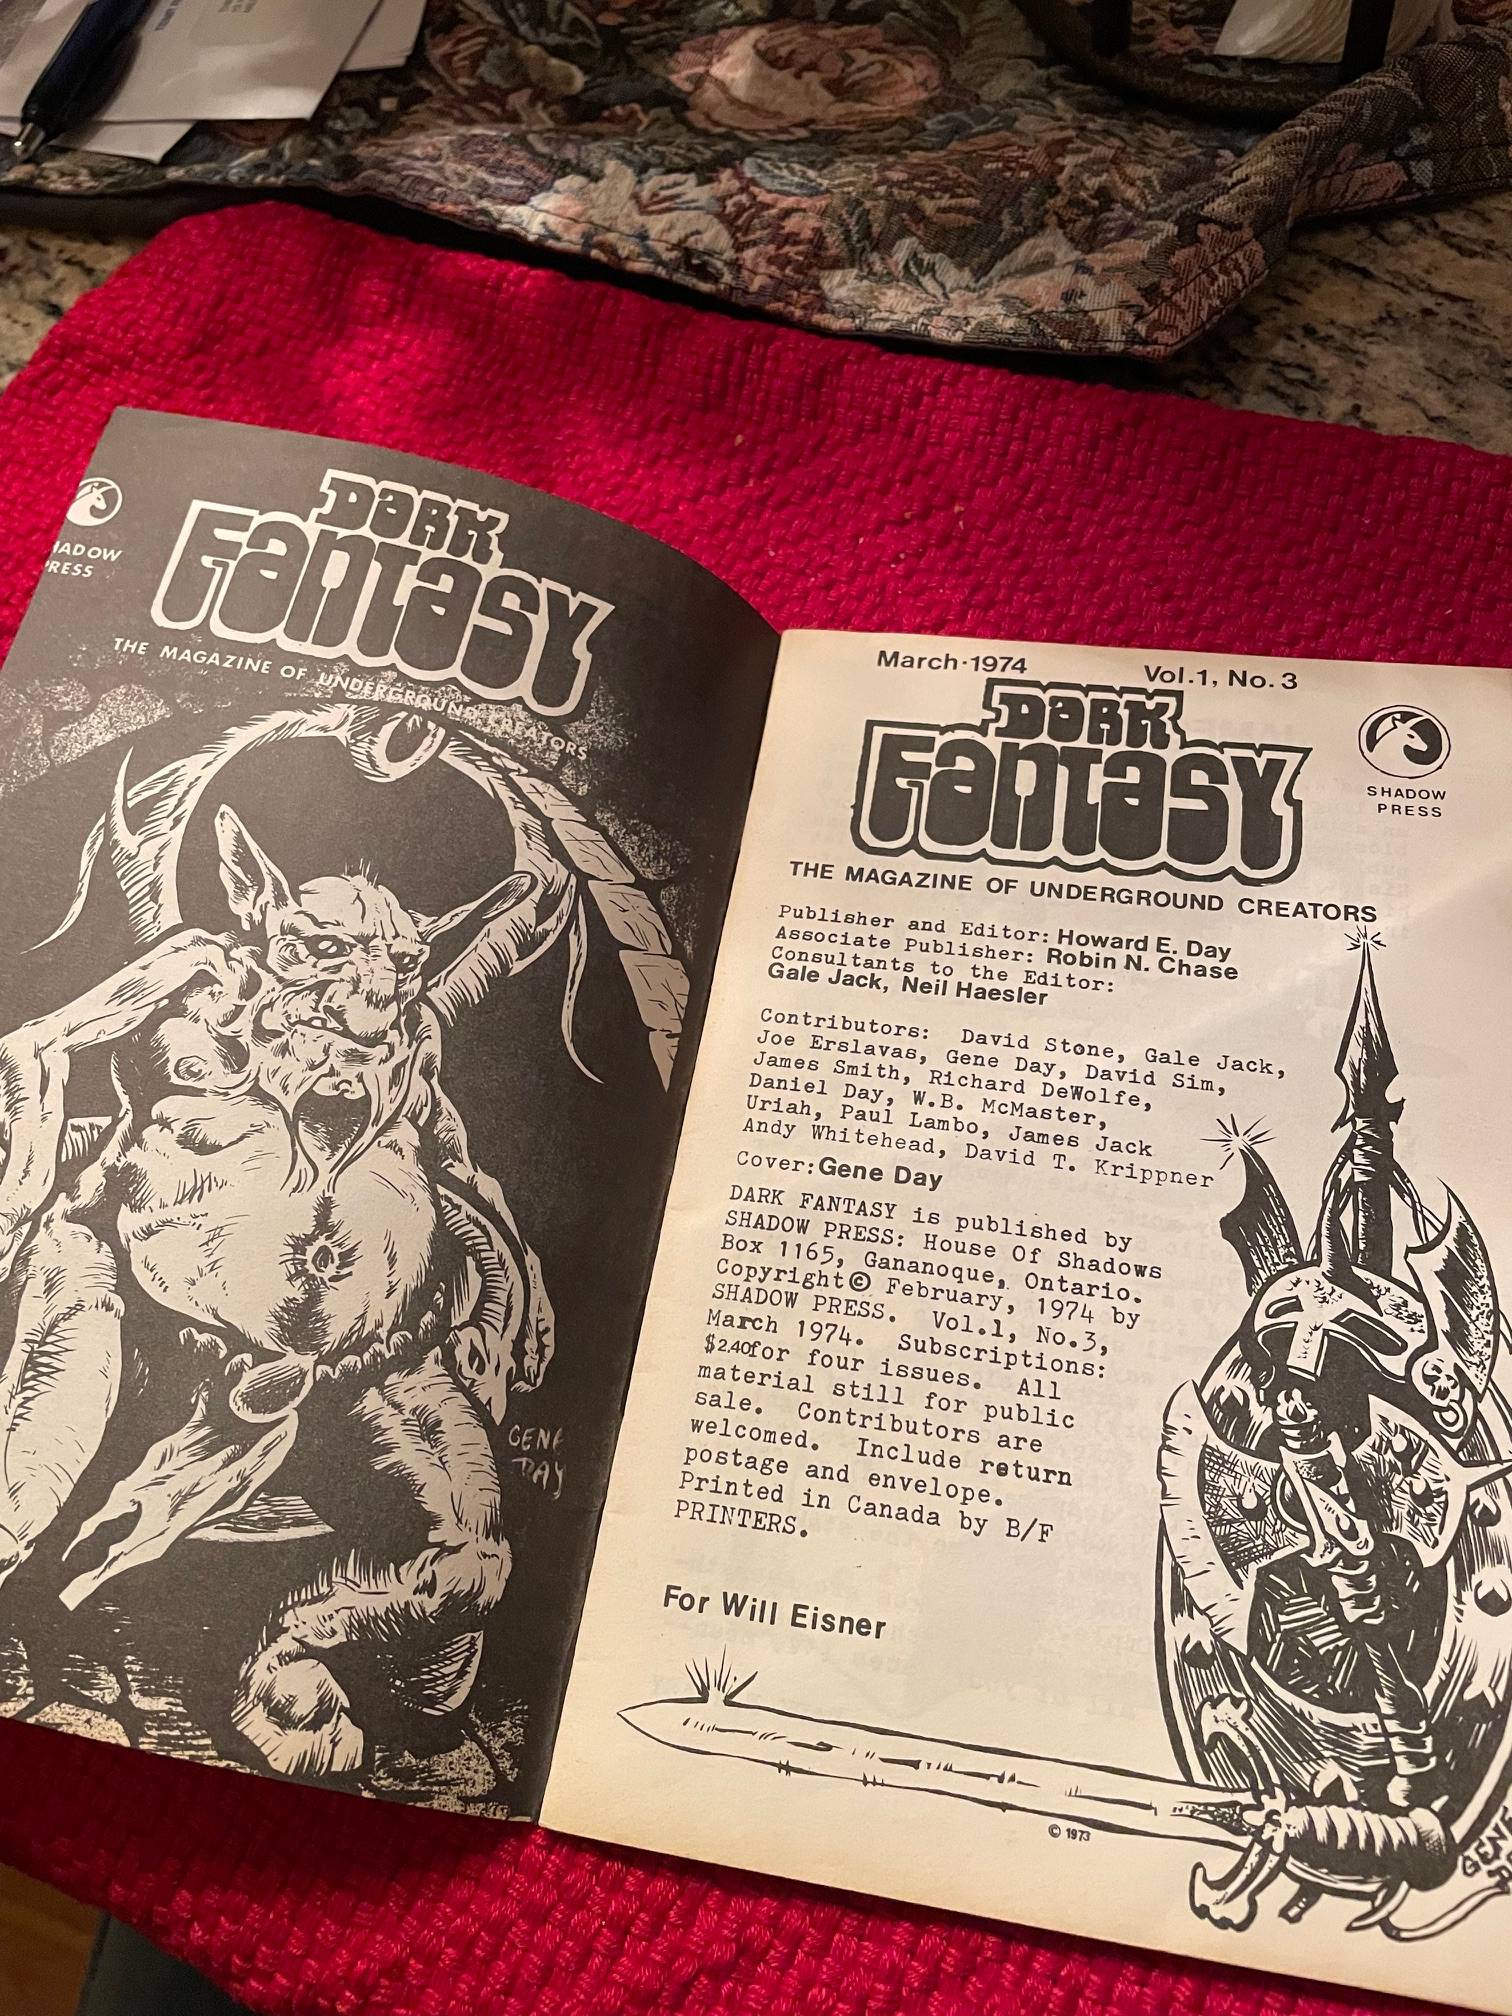 HADOW
PRESS
DARK
FANTASY
THE MAGAZINE OF UNDERGROUND CREATORS
GENE
DAY
March·1974 Vol.1, No.3
DARK
FANTASY
SHADOW
PRESS
THE MAGAZINE OF UNDERGROUND CREATORS
Publisher and Editor: Howard E. Day
Associate Publisher: Robin N. Chase
Consultants to the Editor:
Gale Jack, Neil Haesler
Contributors: David Stone, Gale Jack,
Joe Erslavas, Gene Day, David Sim,
James Smith, Richard DeWolfe,
Daniel Day, W.B. McMaster,
Uriah, Paul Lambo, James Jack
Andy Whitehead, David T. Krippner
Cover: Gene Day
DARK FANTASY is published by
SHADOW PRESS: House Of Shadows
Box 1165, Gananoque, Ontario.
Copyright © February, 1974 by
SHADOW PRESS. Vol.1, No.3,
March 1974. Subscriptions:
$2.40for four issues. All
material still for public
sale. Contributors are
welcomed. Include return
postage and envelope.
Printed in Canada by B/F
PRINTERS.
For Will Eisner
© 1973
GENE